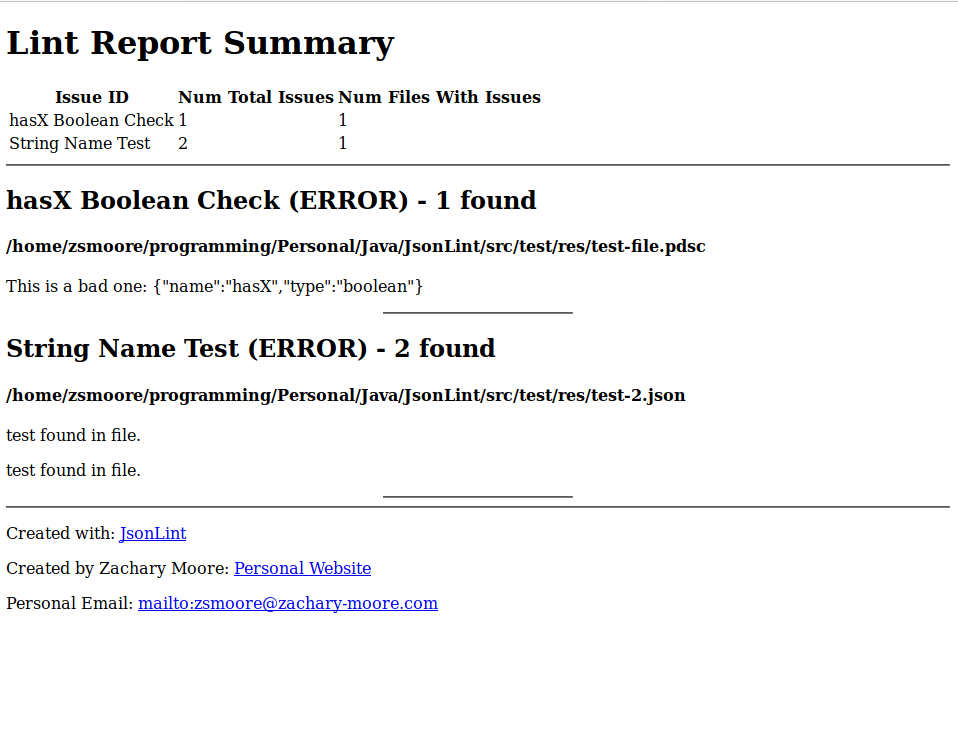 Lint Report Summary
Issue ID Num Total Issues Num Files With Issues
hasX Boolean Check 1 1
String Name Test 2 1
hasX Boolean Check (ERROR) - 1 found
/home/zsmoore/programming/Personal/Java/JsonLint/src/test/res/test-file.pdsc
This is a bad one: {"name":"hasX","type":"boolean"}
String Name Test (ERROR) - 2 found
/home/zsmoore/programming/Personal/Java/JsonLint/src/test/res/test-2.json
test found in file.
test found in file.
Created with: JsonLint
Created by Zachary Moore: Personal Website
Personal Email: mailto:zsmoore@zachary-moore.com